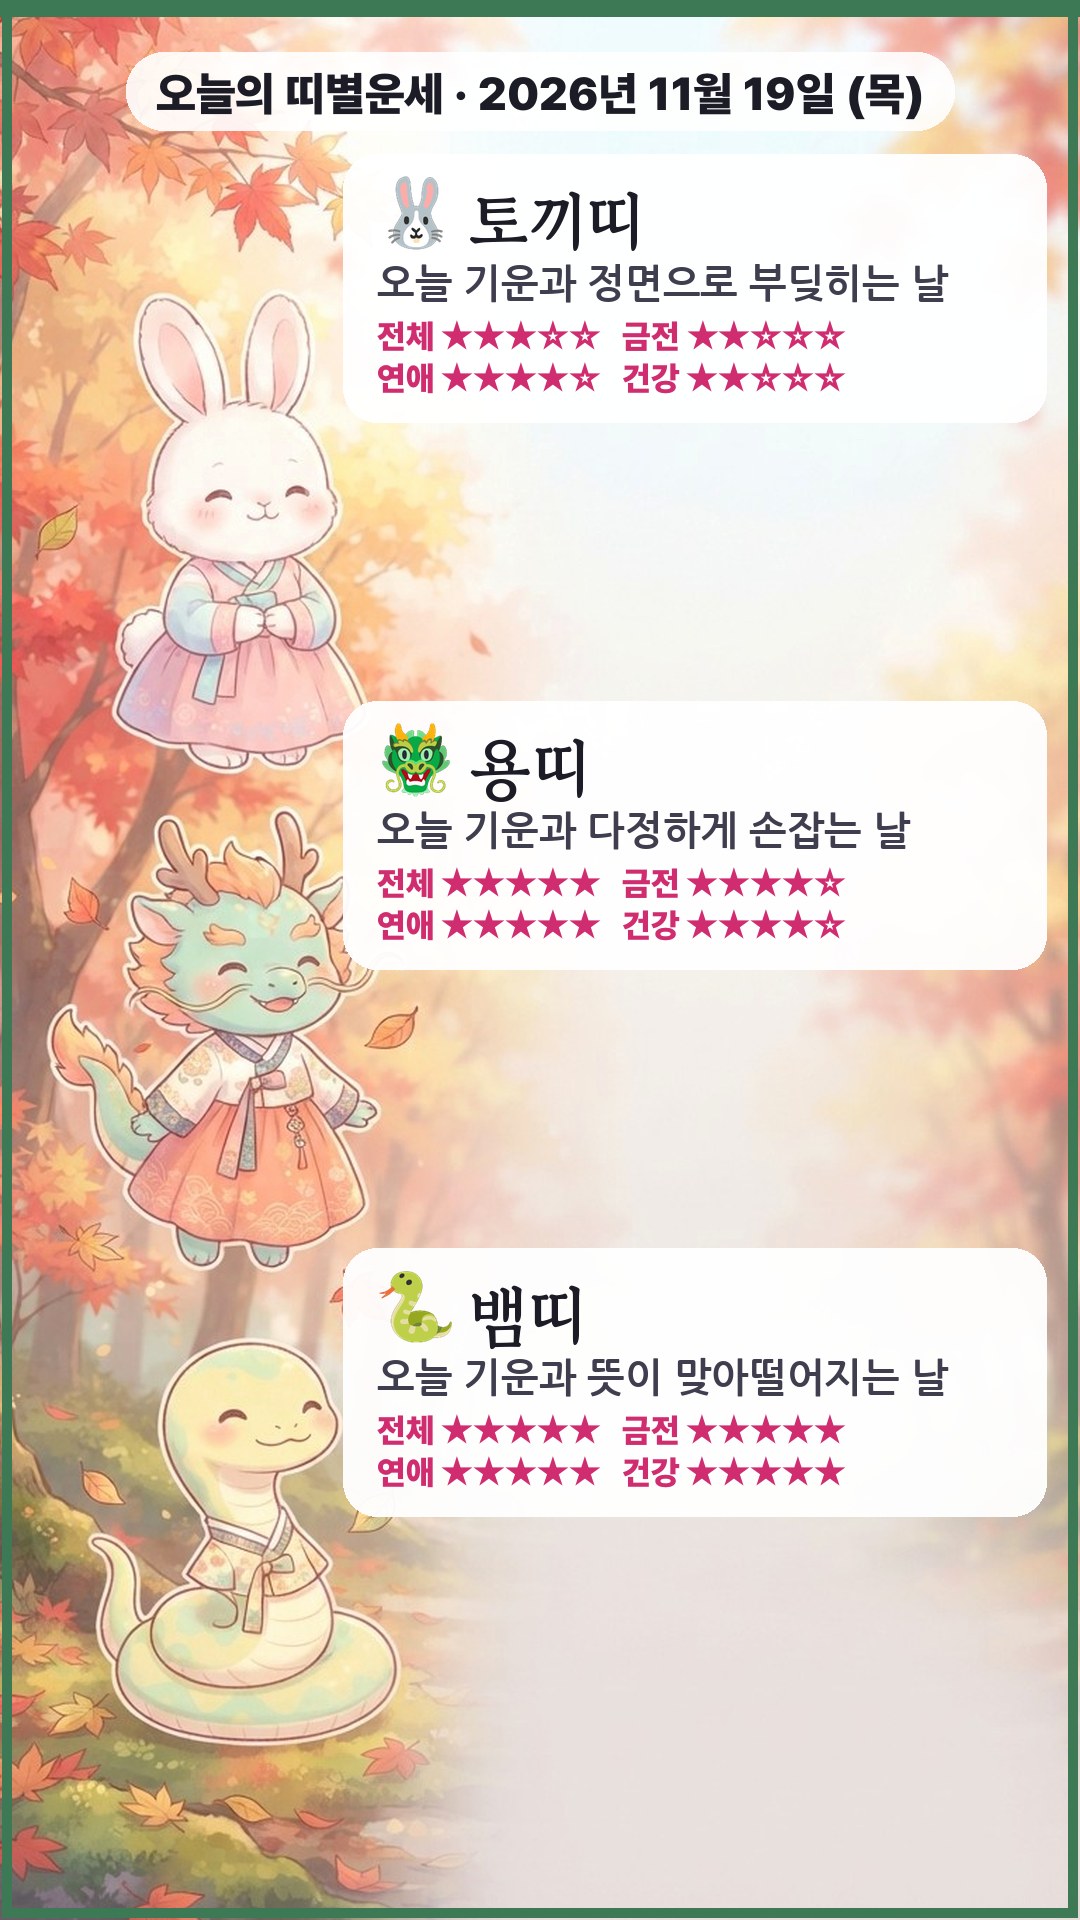 오늘의 띠별운세 · 2026년 11월 19일 (목)
토끼띠
오늘 기운과 정면으로 부딪히는 날
전체 ★★★☆☆ 금전 ★★☆☆☆
연애 ★★★★☆ 건강 ★★☆☆☆
용띠
오늘 기운과 다정하게 손잡는 날
전체 ★★★★★ 금전 ★★★★☆
연애 ★★★★★ 건강 ★★★★☆
뱀띠
오늘 기운과 뜻이 맞아떨어지는 날
전체 ★★★★★ 금전 ★★★★★
연애 ★★★★★ 건강 ★★★★★